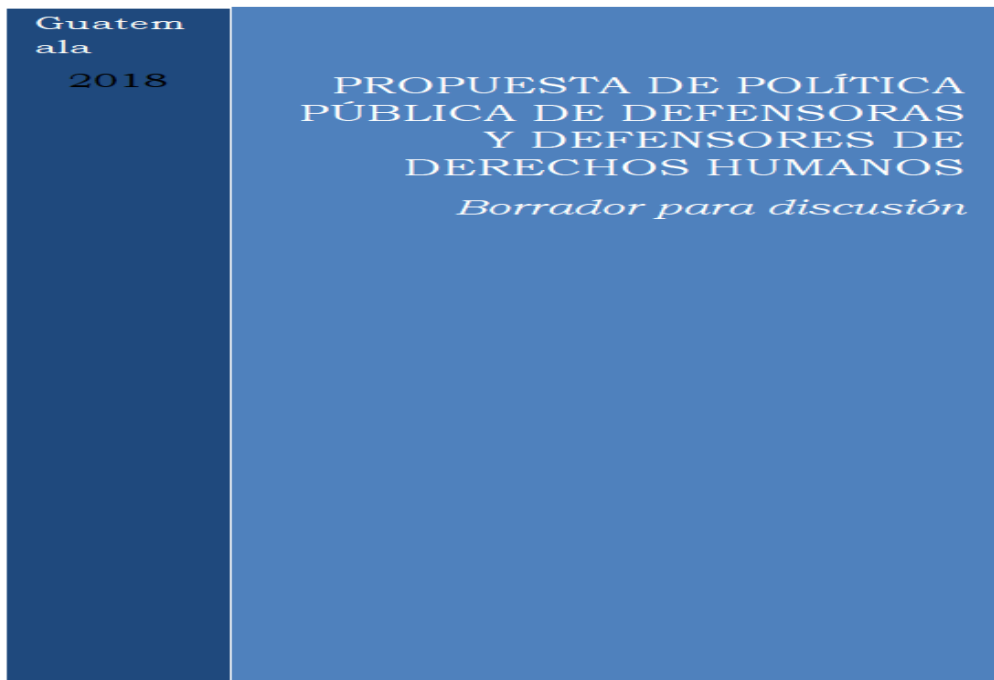 Guatem
ala
2018
PROPUESTA DE POLÍTICA
PÚBLICA DE DEFENSORAS
Y DEFENSORES DE
DERECHOS HUMANOS
Borrador para discusión